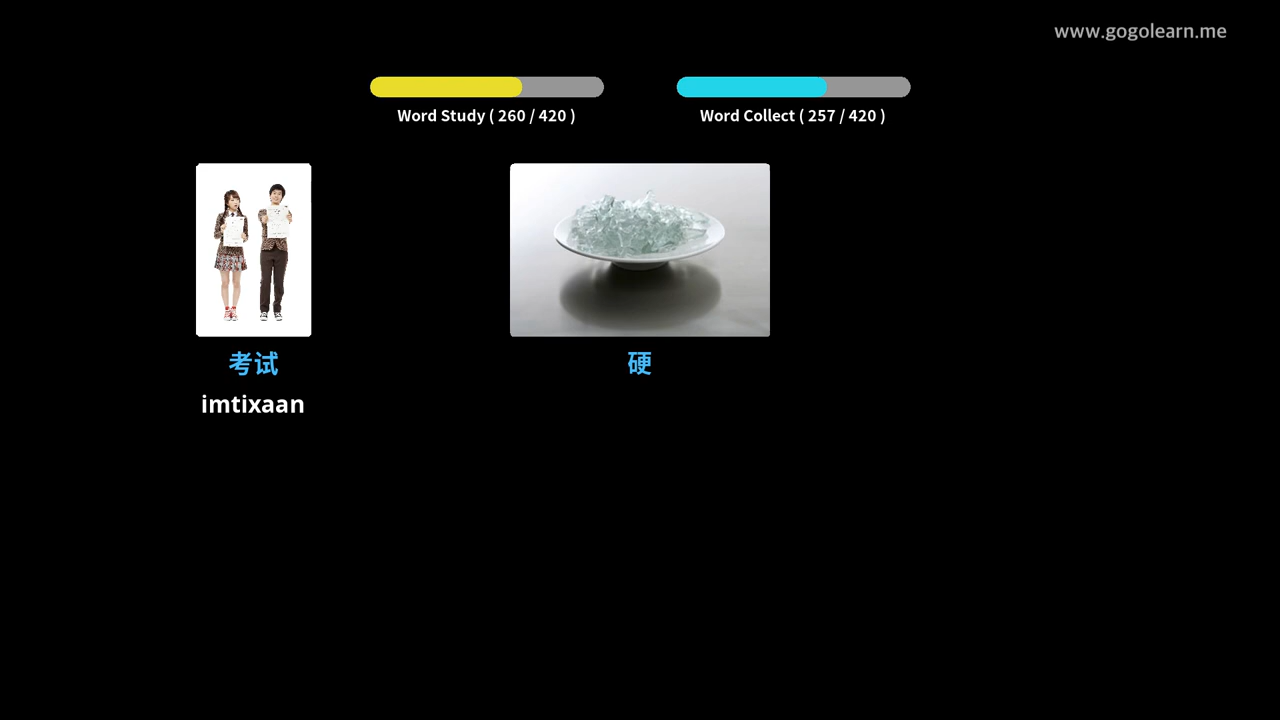 www.gogolearn.me
Word Study ( 260 / 420 )
Word Collect ( 257 / 420 )
考试
硬
imtixaan